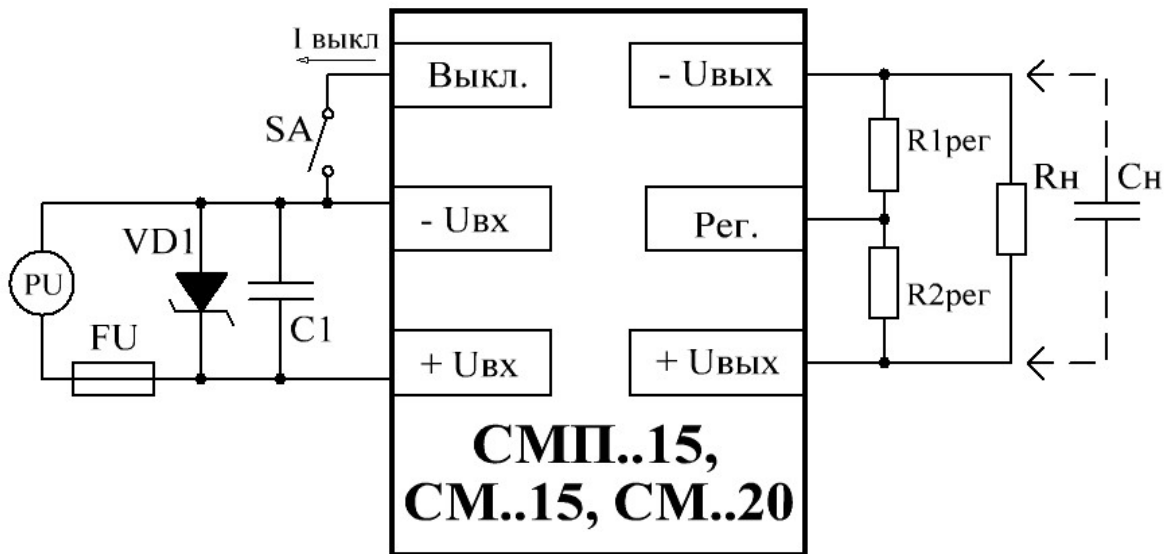 I выкл
Выкл.
- Uвых
SA
R1рег
Rн
Cн
- Uвх
Рег.
VD1
PU
R2рег
C1
FU
+ Uвх
+ Uвых
СМП..15,
СМ..15, СМ..20